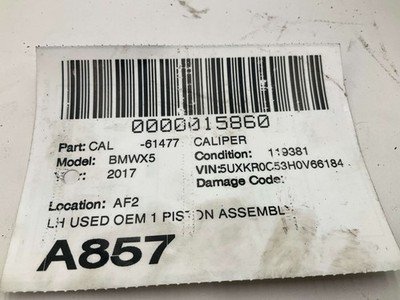 0000015860
Part: CAL -61477 CALIPER
Model: BMWX5 Condition: 119381
2017 VIN:5UXKR0C53H0V66184
Damage Code:
Location: AF2
LH USED OEM 1 PISTON ASSEMBLY
A857